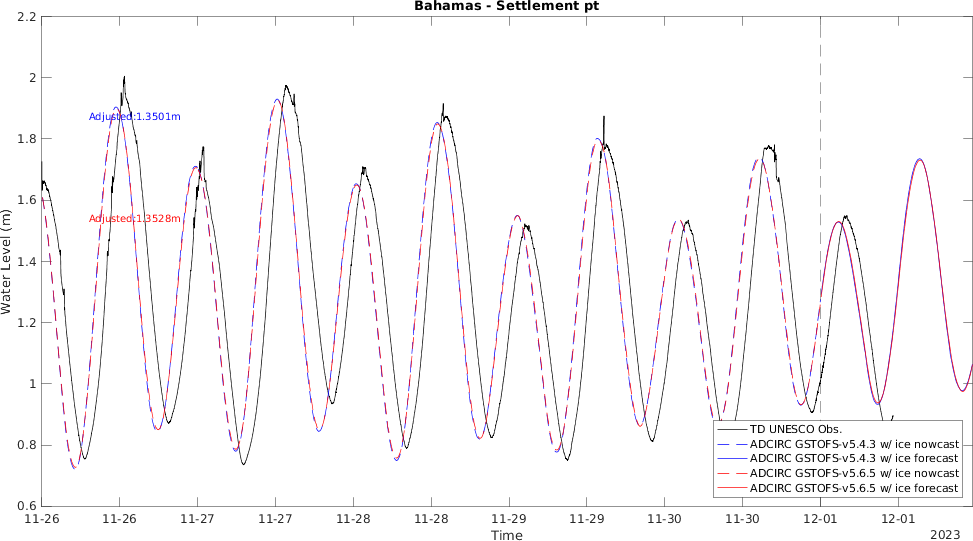 Bahamas - Settlement pt
2.2
2
1.8
1.6
1.4
1.2
1
0.8
0.6
Water Level (m)
Adjusted:1.3501m
Adjusted:1.3528m
TD UNESCO Obs.
ADCIRC GSTOFS-v5.4.3 w/ ice nowcast
ADCIRC GSTOFS-v5.4.3 w/ ice forecast
ADCIRC GSTOFS-v5.6.5 w/ ice nowcast
ADCIRC GSTOFS-v5.6.5 w/ ice forecast
11-26 11-26 11-27 11-27 11-28 11-28 11-29 11-29 11-30 11-30 12-01 12-01
Time
2023